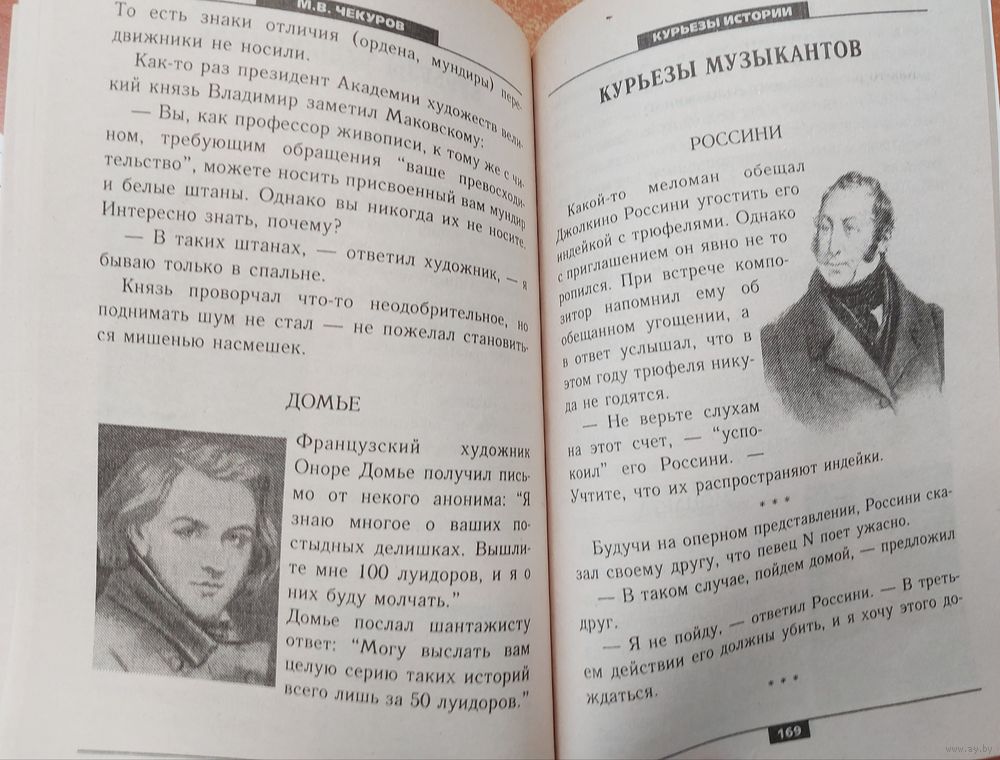 М.В. ЧЕКУРОВ
То есть знаки отличия (ордена, мундиры) пере-
движники не носили.
Как-то раз президент Академии художеств вели-
кий князь Владимир заметил Маковскому:
— Вы, как профессор живописи, к тому же с чи-
ном, требующим обращения “ваше превосходи-
тельство”, можете носить присвоенный вам мундир
и белые штаны. Однако вы никогда их не носите.
Интересно знать, почему?
— В таких штанах, — ответил художник, — я
бываю только в спальне.
Князь проворчал что-то неодобрительное, но
поднимать шум не стал — не пожелал становить-
ся мишенью насмешек.
ДОМЬЕ
Французский художник
Оноре Домье получил пись-
мо от некого анонима: “Я
знаю многое о ваших по-
стыдных делишках. Вышли-
те мне 100 луидоров, и я о
них буду молчать.”
Домье послал шантажисту
ответ: “Могу выслать вам
целую серию таких историй
всего лишь за 50 луидоров.”
КУРЬЕЗЫ ИСТОРИИ
КУРЬЕЗЫ МУЗЫКАНТОВ
РОССИНИ
Какой-то меломан обещал
Джолкино Россини угостить его
индейкой с трюфелями. Однако
с приглашением он явно не то
ропился. При встрече компо-
зитор напомнил ему об
обещанном угощении, а
в ответ услышал, что в
этом году трюфеля нику-
да не годятся.
— Не верьте слухам
на этот счет, — “успо-
коил” его Россини. —
Учтите, что их распространяют индейки.
* * *
Будучи на оперном представлении, Россини ска-
зал своему другу, что певец N поет ужасно.
— В таком случае, пойдем домой, — предложил
друг.
— Я не пойду, — ответил Россини. — В треть-
ем действии его должны убить, и я хочу этого до-
ждаться.
* * *
169
www.ay.by